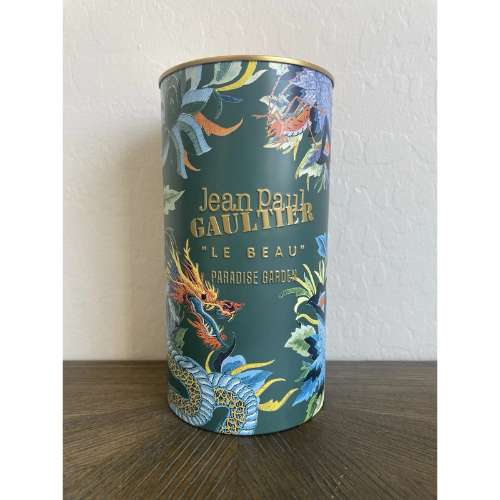 Jean Paul
GAULTIER
"LE BEAU"
PARADISE GARDEN